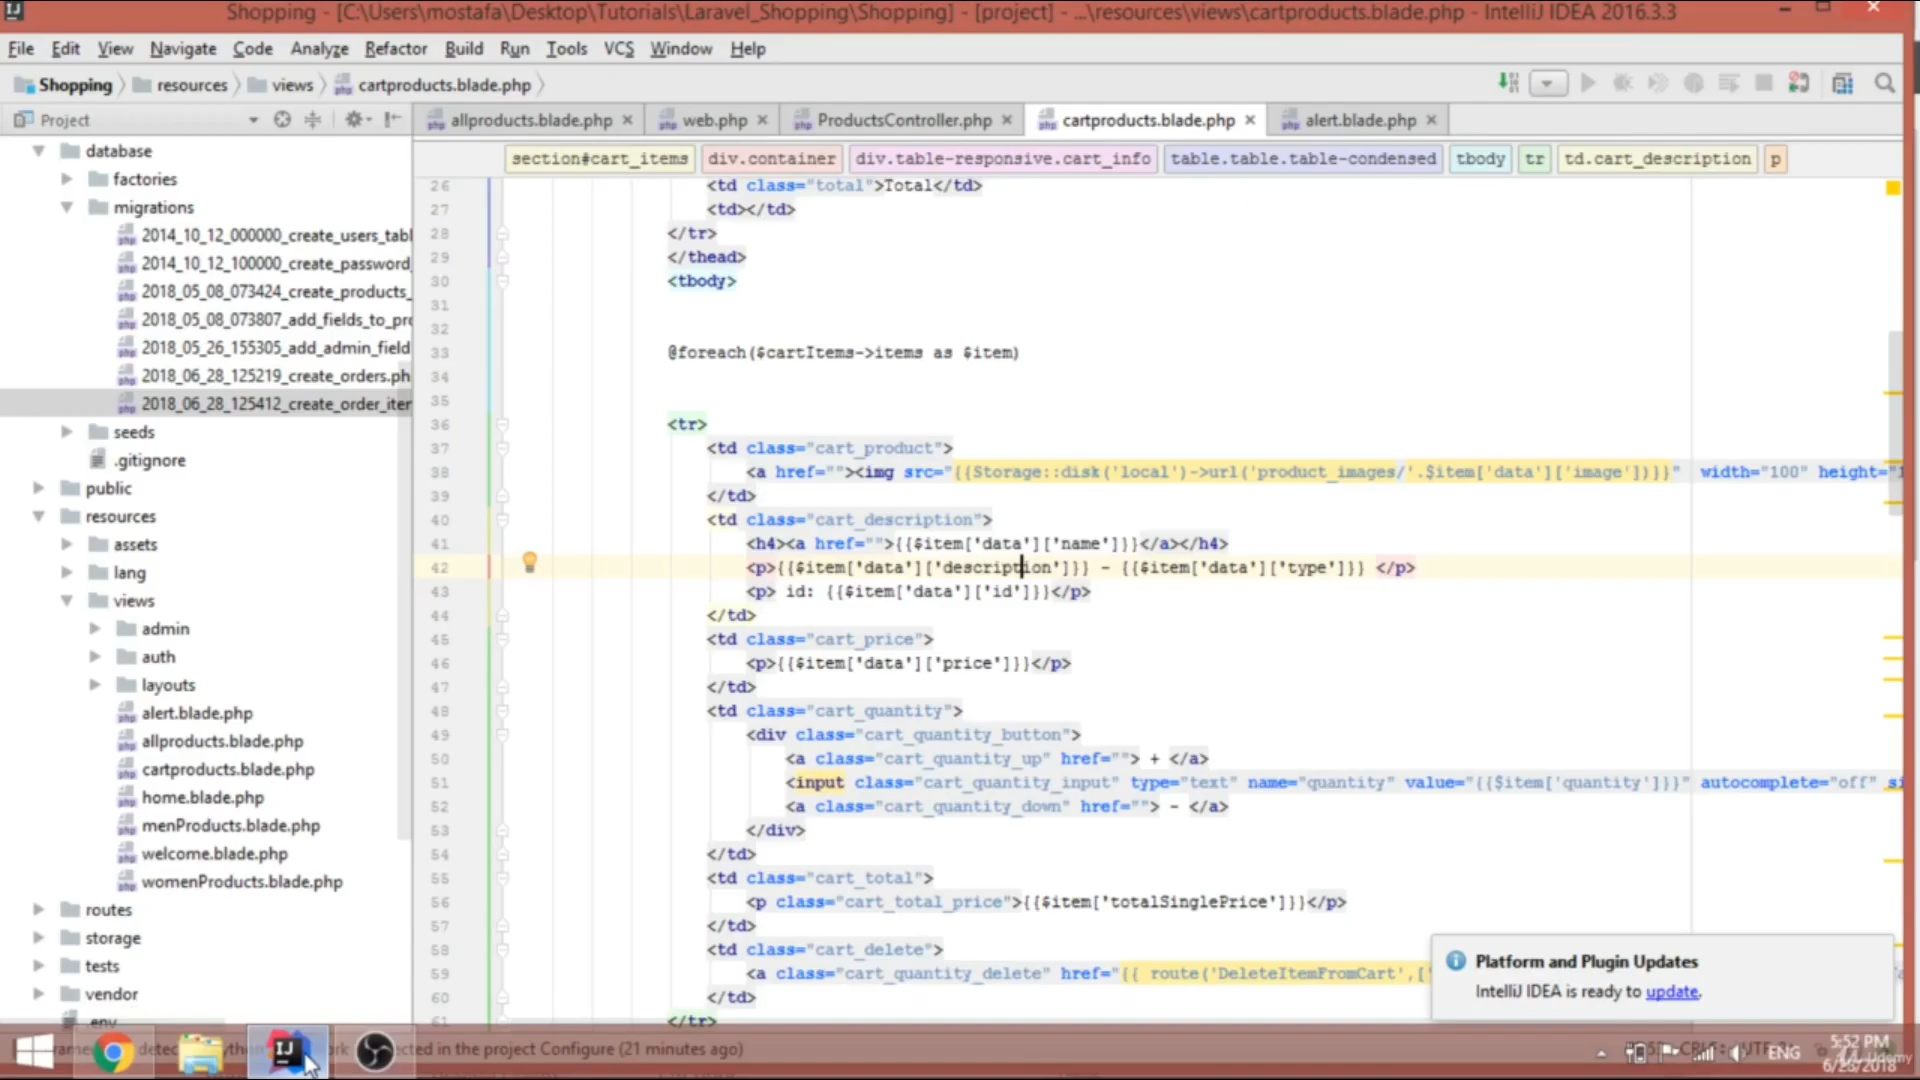 Shopping - [C:\Users\mostafa\Desktop\Tutorials\Laravel_Shopping\Shopping] - [project] - ...\resources\views\cartproducts.blade.php - IntelliJ IDEA 2016.3.3
File Edit View Navigate Code Analyze Refactor Build Run Tools VCS Window Help
Shopping resources views cartproducts.blade.php
Project
allproducts.blade.php web.php ProductsController.php cartproducts.blade.php alert.blade.php
section#cart_items div.container div.table-responsive.cart_info table.table.table-condensed tbody tr td.cart_description p
database
factories
migrations
2014_10_12_000000_create_users_tabl
2014_10_12_100000_create_password_
2018_05_08_073424_create_products_
2018_05_08_073807_add_fields_to_pro
2018_05_26_155305_add_admin_field
2018_06_28_125219_create_orders.ph
2018_06_28_125412_create_order_iter
seeds
.gitignore
public
resources
assets
lang
views
admin
auth
layouts
alert.blade.php
allproducts.blade.php
cartproducts.blade.php
home.blade.php
menProducts.blade.php
welcome.blade.php
womenProducts.blade.php
routes
storage
tests
vendor
.env
26 <td class="total">Total</td>
27 <td></td>
28 </tr>
29 </thead>
30 <tbody>
31
32
33 @foreach($cartItems->items as $item)
34
35
36 <tr>
37 <td class="cart_product">
38 <a href=""><img src="{{Storage::disk('local')->url('product_images/'.$item['data']['image'])}}" width="100" height="1
39 </td>
40 <td class="cart_description">
41 <h4><a href="">{{$item['data']['name']}}</a></h4>
42 <p>{{$item['data']['description']}} - {{$item['data']['type']}} </p>
43 <p> id: {{$item['data']['id']}}</p>
44 </td>
45 <td class="cart_price">
46 <p>{{$item['data']['price']}}</p>
47 </td>
48 <td class="cart_quantity">
49 <div class="cart_quantity_button">
50 <a class="cart_quantity_up" href=""> + </a>
51 <input class="cart_quantity_input" type="text" name="quantity" value="{{$item['quantity']}}" autocomplete="off" si
52 <a class="cart_quantity_down" href=""> - </a>
53 </div>
54 </td>
55 <td class="cart_total">
56 <p class="cart_total_price">{{$item['totalSinglePrice']}}</p>
57 </td>
58 <td class="cart_delete">
59 <a class="cart_quantity_delete" href="{{ route('DeleteItemFromCart',['
60 </td>
61 </tr>
Platform and Plugin Updates
IntelliJ IDEA is ready to update.
in the project Configure (21 minutes ago)
ENG
5:52 PM
6/28/2018
Udemy